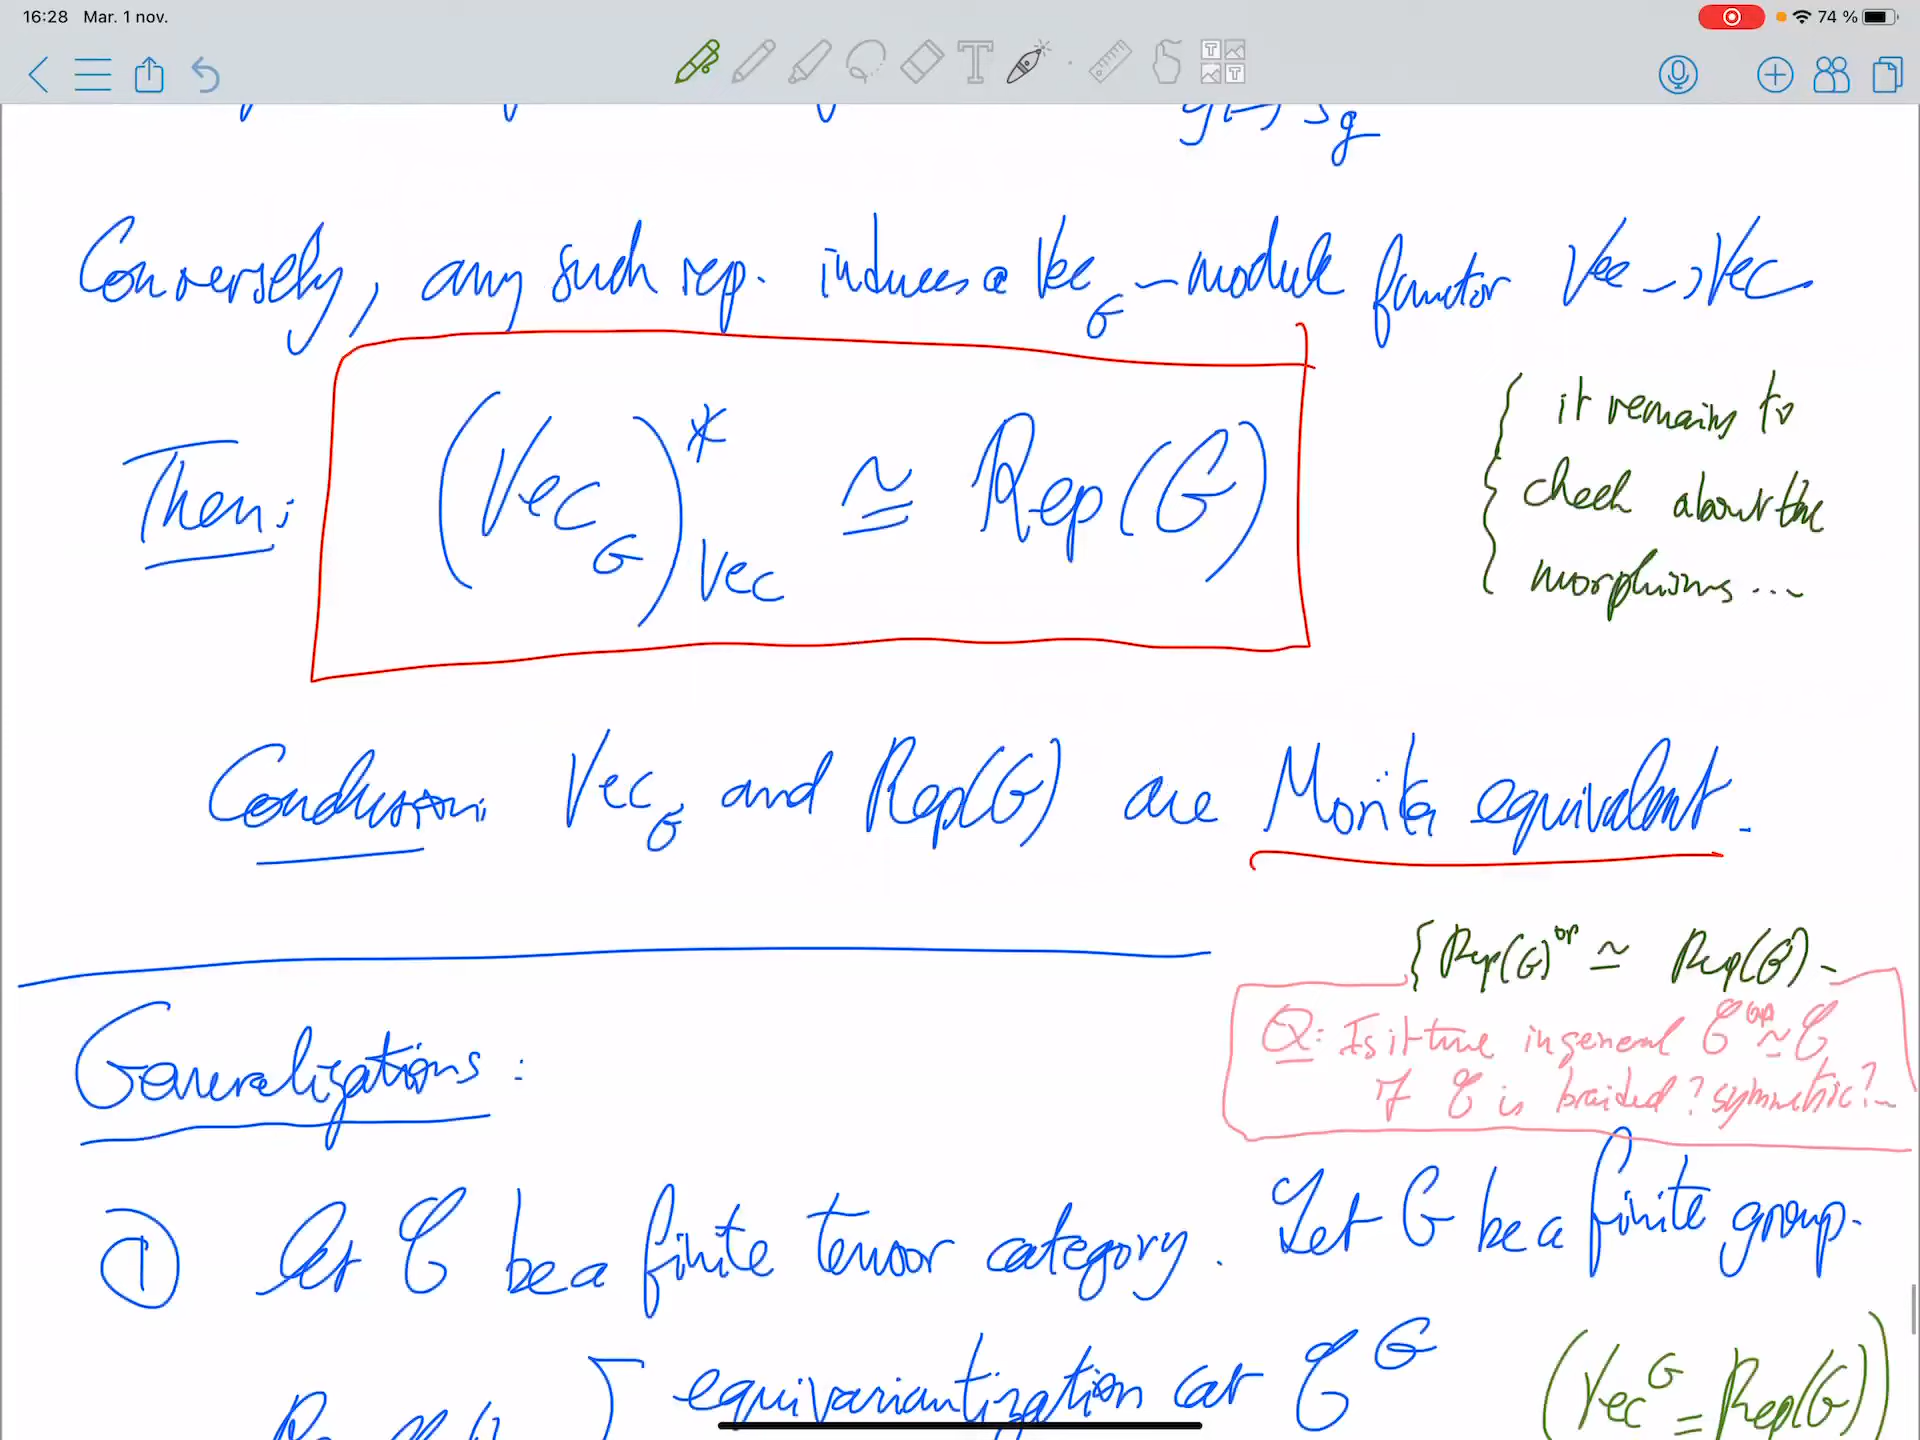 16:28 Mar. 1 nov.
74 %
g ↦ S_g
Conversely, any such rep. induces a Vec_G - module functor Vec → Vec.
Then: (Vec_G)^*_Vec ≅ Rep(G)
{ it remains to
check about the
morphisms ...
Conclusion: Vec_G and Rep(G) are Morita equivalent.
{ Rep(G)^op ≃ Rep(G) -
Q: Is it true in general C^op ≃ C
if C is braided? symmetric?
Generalizations:
① let C be a finite tensor category. Let G be a finite group.
equivariantization cat C^G
(Vec^G = Rep(G))